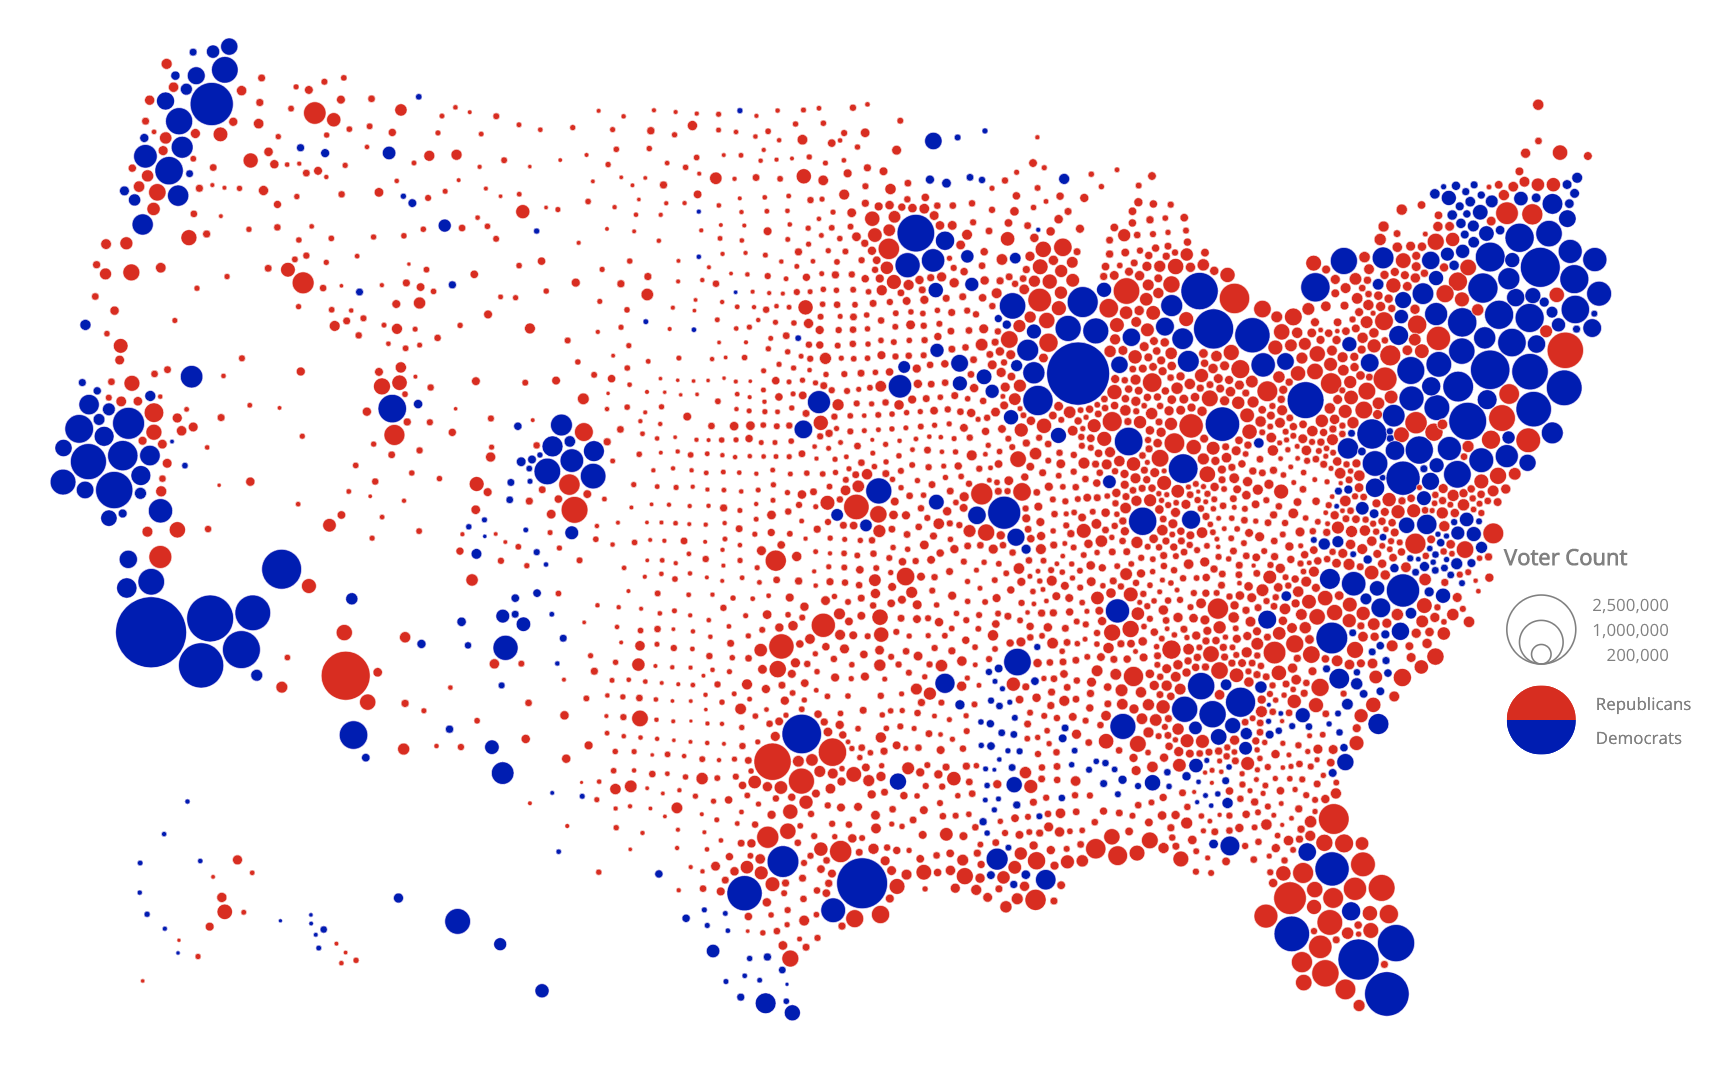 Voter Count
2,500,000
1,000,000
200,000
Republicans
Democrats